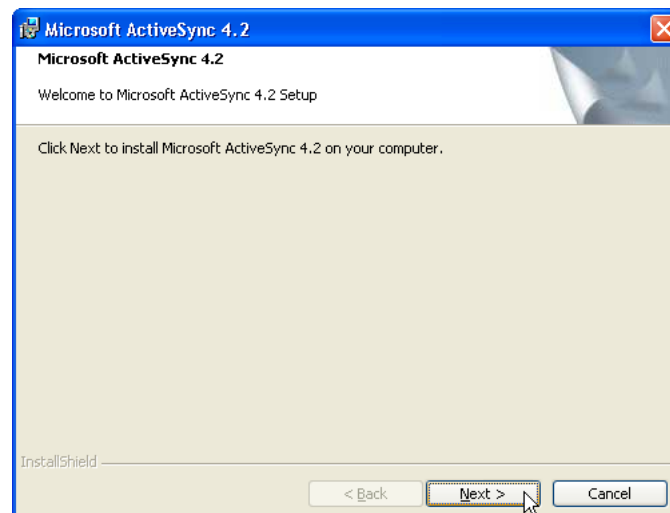 Microsoft ActiveSync 4.2
Microsoft ActiveSync 4.2
Welcome to Microsoft ActiveSync 4.2 Setup
Click Next to install Microsoft ActiveSync 4.2 on your computer.
InstallShield
< Back Next > Cancel